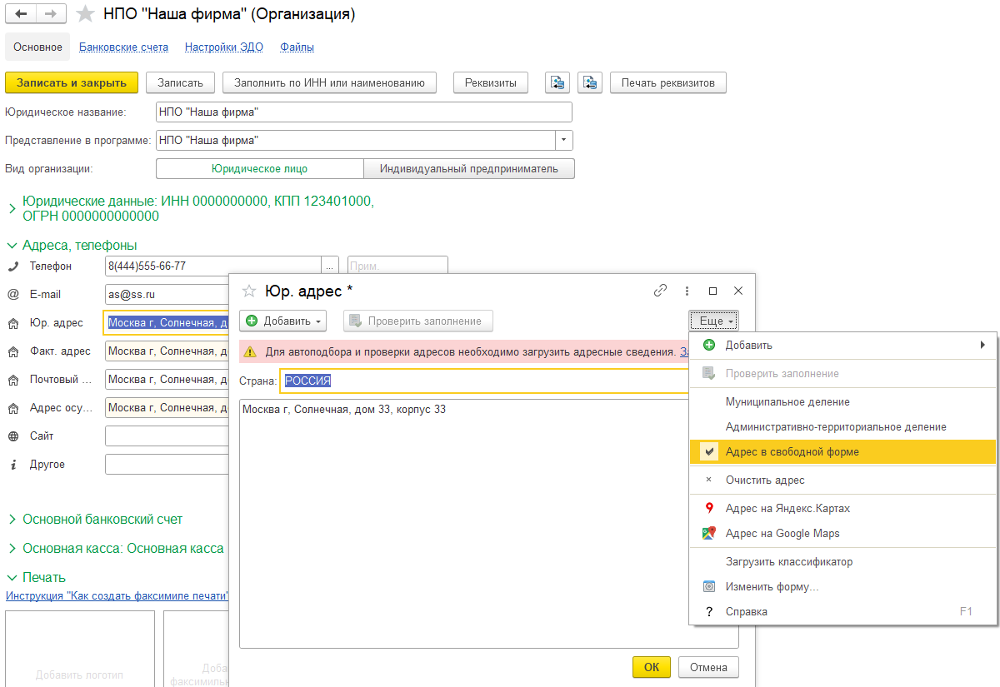 НПО "Наша фирма" (Организация)
Основное Банковские счета Настройки ЭДО Файлы
Записать и закрыть Записать Заполнить по ИНН или наименованию Реквизиты Печать реквизитов
Юридическое название: НПО "Наша фирма"
Представление в программе: НПО "Наша фирма"
Вид организации: Юридическое лицо Индивидуальный предприниматель
Юридические данные: ИНН 0000000000, КПП 123401000,
ОГРН 0000000000000
Адреса, телефоны
Телефон 8(444)555-66-77 ... Прим.
E-mail as@ss.ru
Юр. адрес Москва г, Солнечная, д
Факт. адрес Москва г, Солнечная, д
Почтовый ... Москва г, Солнечная, д
Адрес осу... Москва г, Солнечная, д
Сайт
Другое
Основной банковский счет
Основная касса: Основная касса
Печать
Инструкция "Как создать факсимиле печати"
Добавить логотип
Доба
факсимильн
Юр. адрес *
Добавить Проверить заполнение Еще
Для автоподбора и проверки адресов необходимо загрузить адресные сведения. За
Страна: РОССИЯ
Москва г, Солнечная, дом 33, корпус 33
ОК Отмена
Добавить
Проверить заполнение
Муниципальное деление
Административно-территориальное деление
Адрес в свободной форме
Очистить адрес
Адрес на Яндекс.Картах
Адрес на Google Maps
Загрузить классификатор
Изменить форму...
Справка F1